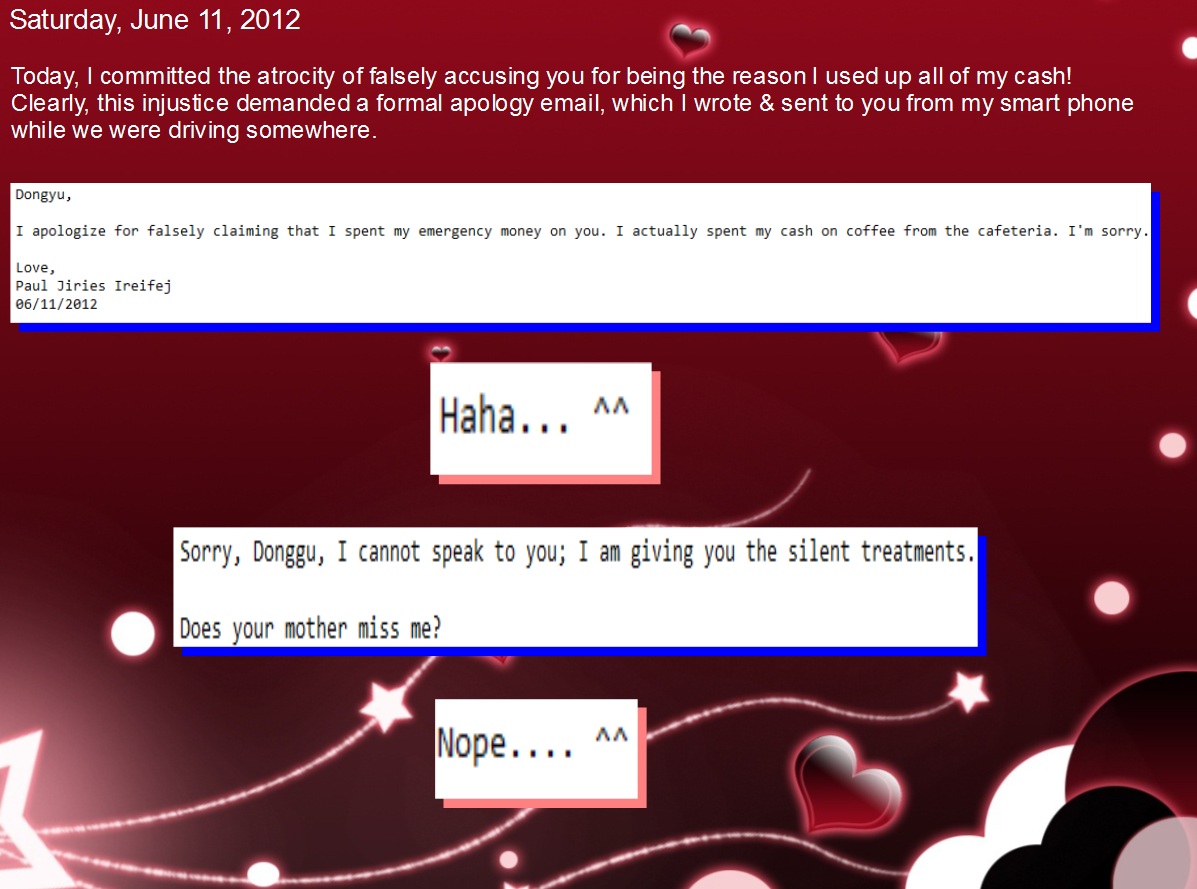 Saturday, June 11, 2012
Today, I committed the atrocity of falsely accusing you for being the reason I used up all of my cash!
Clearly, this injustice demanded a formal apology email, which I wrote & sent to you from my smart phone
while we were driving somewhere.
Dongyu,
I apologize for falsely claiming that I spent my emergency money on you. I actually spent my cash on coffee from the cafeteria. I'm sorry.
Love,
Paul Jiries Ireifej
06/11/2012
Haha... ^^
Sorry, Donggu, I cannot speak to you; I am giving you the silent treatments.
Does your mother miss me?
Nope.... ^^